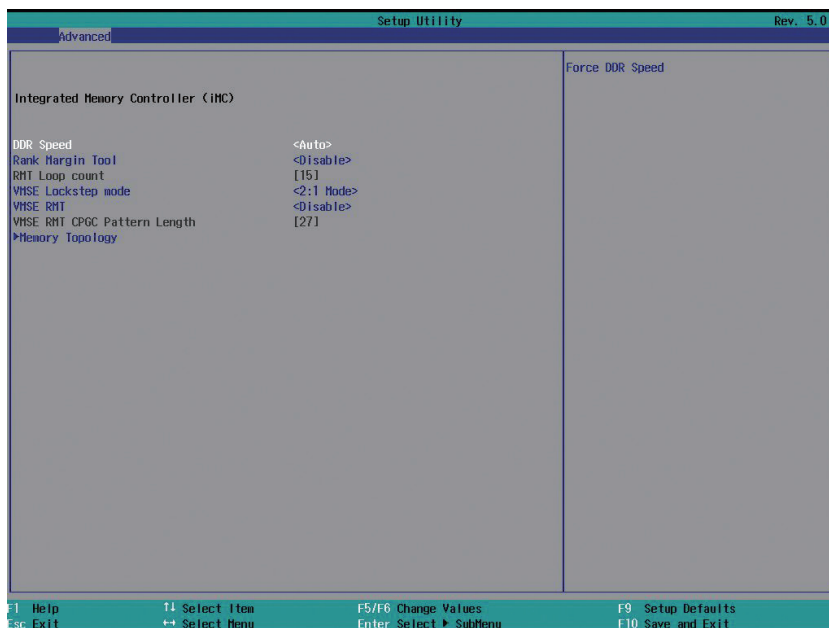 Setup Utility Rev. 5.0
Advanced
Force DDR Speed
Integrated Memory Controller (iMC)
DDR Speed <Auto>
Rank Margin Tool <Disable>
RMT Loop count [15]
VMSE Lockstep mode <2:1 Mode>
VMSE RMT <Disable>
VMSE RMT CPGC Pattern Length [27]
▶Memory Topology
F1 Help ↑↓ Select Item F5/F6 Change Values F9 Setup Defaults
Esc Exit ←→ Select Menu Enter Select ▶ SubMenu F10 Save and Exit